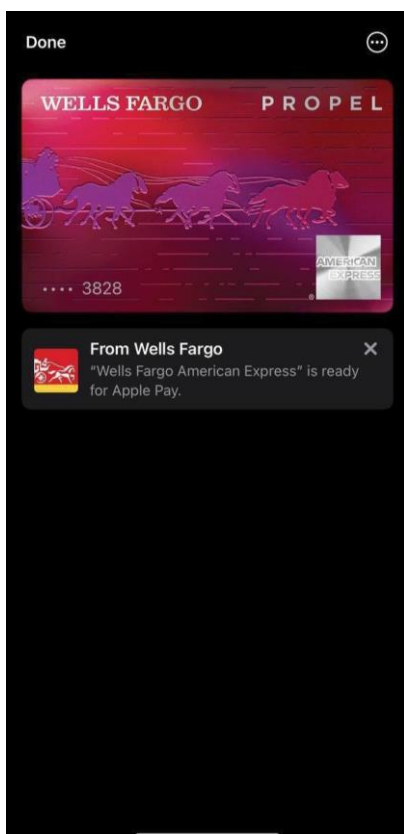 Done
WELLS FARGO PROPEL
AMERICAN
EXPRESS
®
···· 3828
From Wells Fargo
“Wells Fargo American Express” is ready
for Apple Pay.